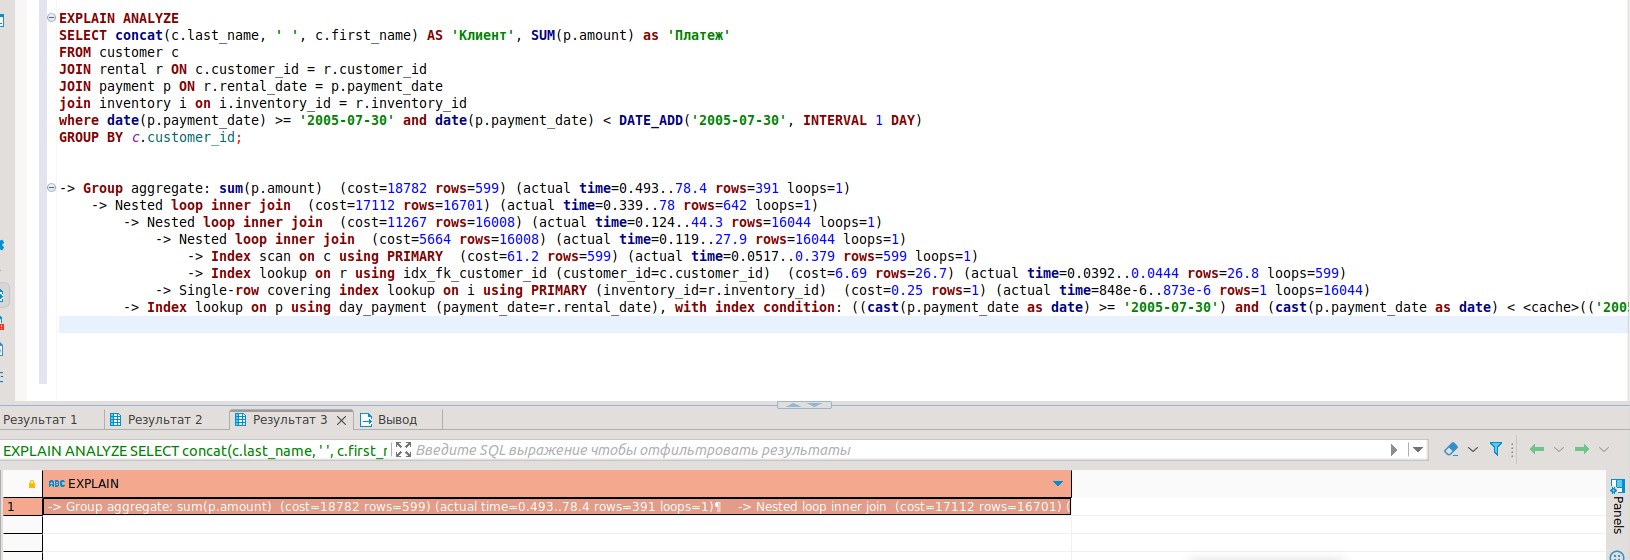 EXPLAIN ANALYZE
SELECT concat(c.last_name, ' ', c.first_name) AS 'Клиент', SUM(p.amount) as 'Платеж'
FROM customer c
JOIN rental r ON c.customer_id = r.customer_id
JOIN payment p ON r.rental_date = p.payment_date
join inventory i on i.inventory_id = r.inventory_id
where date(p.payment_date) >= '2005-07-30' and date(p.payment_date) < DATE_ADD('2005-07-30', INTERVAL 1 DAY)
GROUP BY c.customer_id;
-> Group aggregate: sum(p.amount)  (cost=18782 rows=599) (actual time=0.493..78.4 rows=391 loops=1)
-> Nested loop inner join  (cost=17112 rows=16701) (actual time=0.339..78 rows=642 loops=1)
-> Nested loop inner join  (cost=11267 rows=16008) (actual time=0.124..44.3 rows=16044 loops=1)
-> Nested loop inner join  (cost=5664 rows=16008) (actual time=0.119..27.9 rows=16044 loops=1)
-> Index scan on c using PRIMARY  (cost=61.2 rows=599) (actual time=0.0517..0.379 rows=599 loops=1)
-> Index lookup on r using idx_fk_customer_id (customer_id=c.customer_id)  (cost=6.69 rows=26.7) (actual time=0.0392..0.0444 rows=26.8 loops=599)
-> Single-row covering index lookup on i using PRIMARY (inventory_id=r.inventory_id)  (cost=0.25 rows=1) (actual time=848e-6..873e-6 rows=1 loops=16044)
-> Index lookup on p using day_payment (payment_date=r.rental_date), with index condition: ((cast(p.payment_date as date) >= '2005-07-30') and (cast(p.payment_date as date) < <cache>(('200
Результат 1 Результат 2 Результат 3 Вывод
EXPLAIN ANALYZE SELECT concat(c.last_name, ' ', c.first_r Введите SQL выражение чтобы отфильтровать результаты
ABC EXPLAIN
1 -> Group aggregate: sum(p.amount)  (cost=18782 rows=599) (actual time=0.493..78.4 rows=391 loops=1)¶ -> Nested loop inner join  (cost=17112 rows=16701) (
Panels